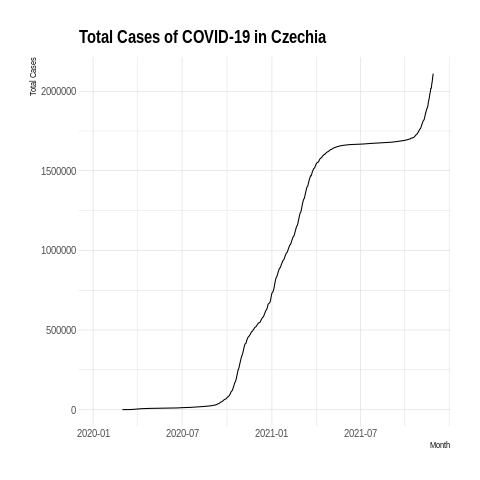 Total Cases of COVID-19 in Czechia
Total Cases
2000000
1500000
1000000
500000
0
2020-01 2020-07 2021-01 2021-07
Month